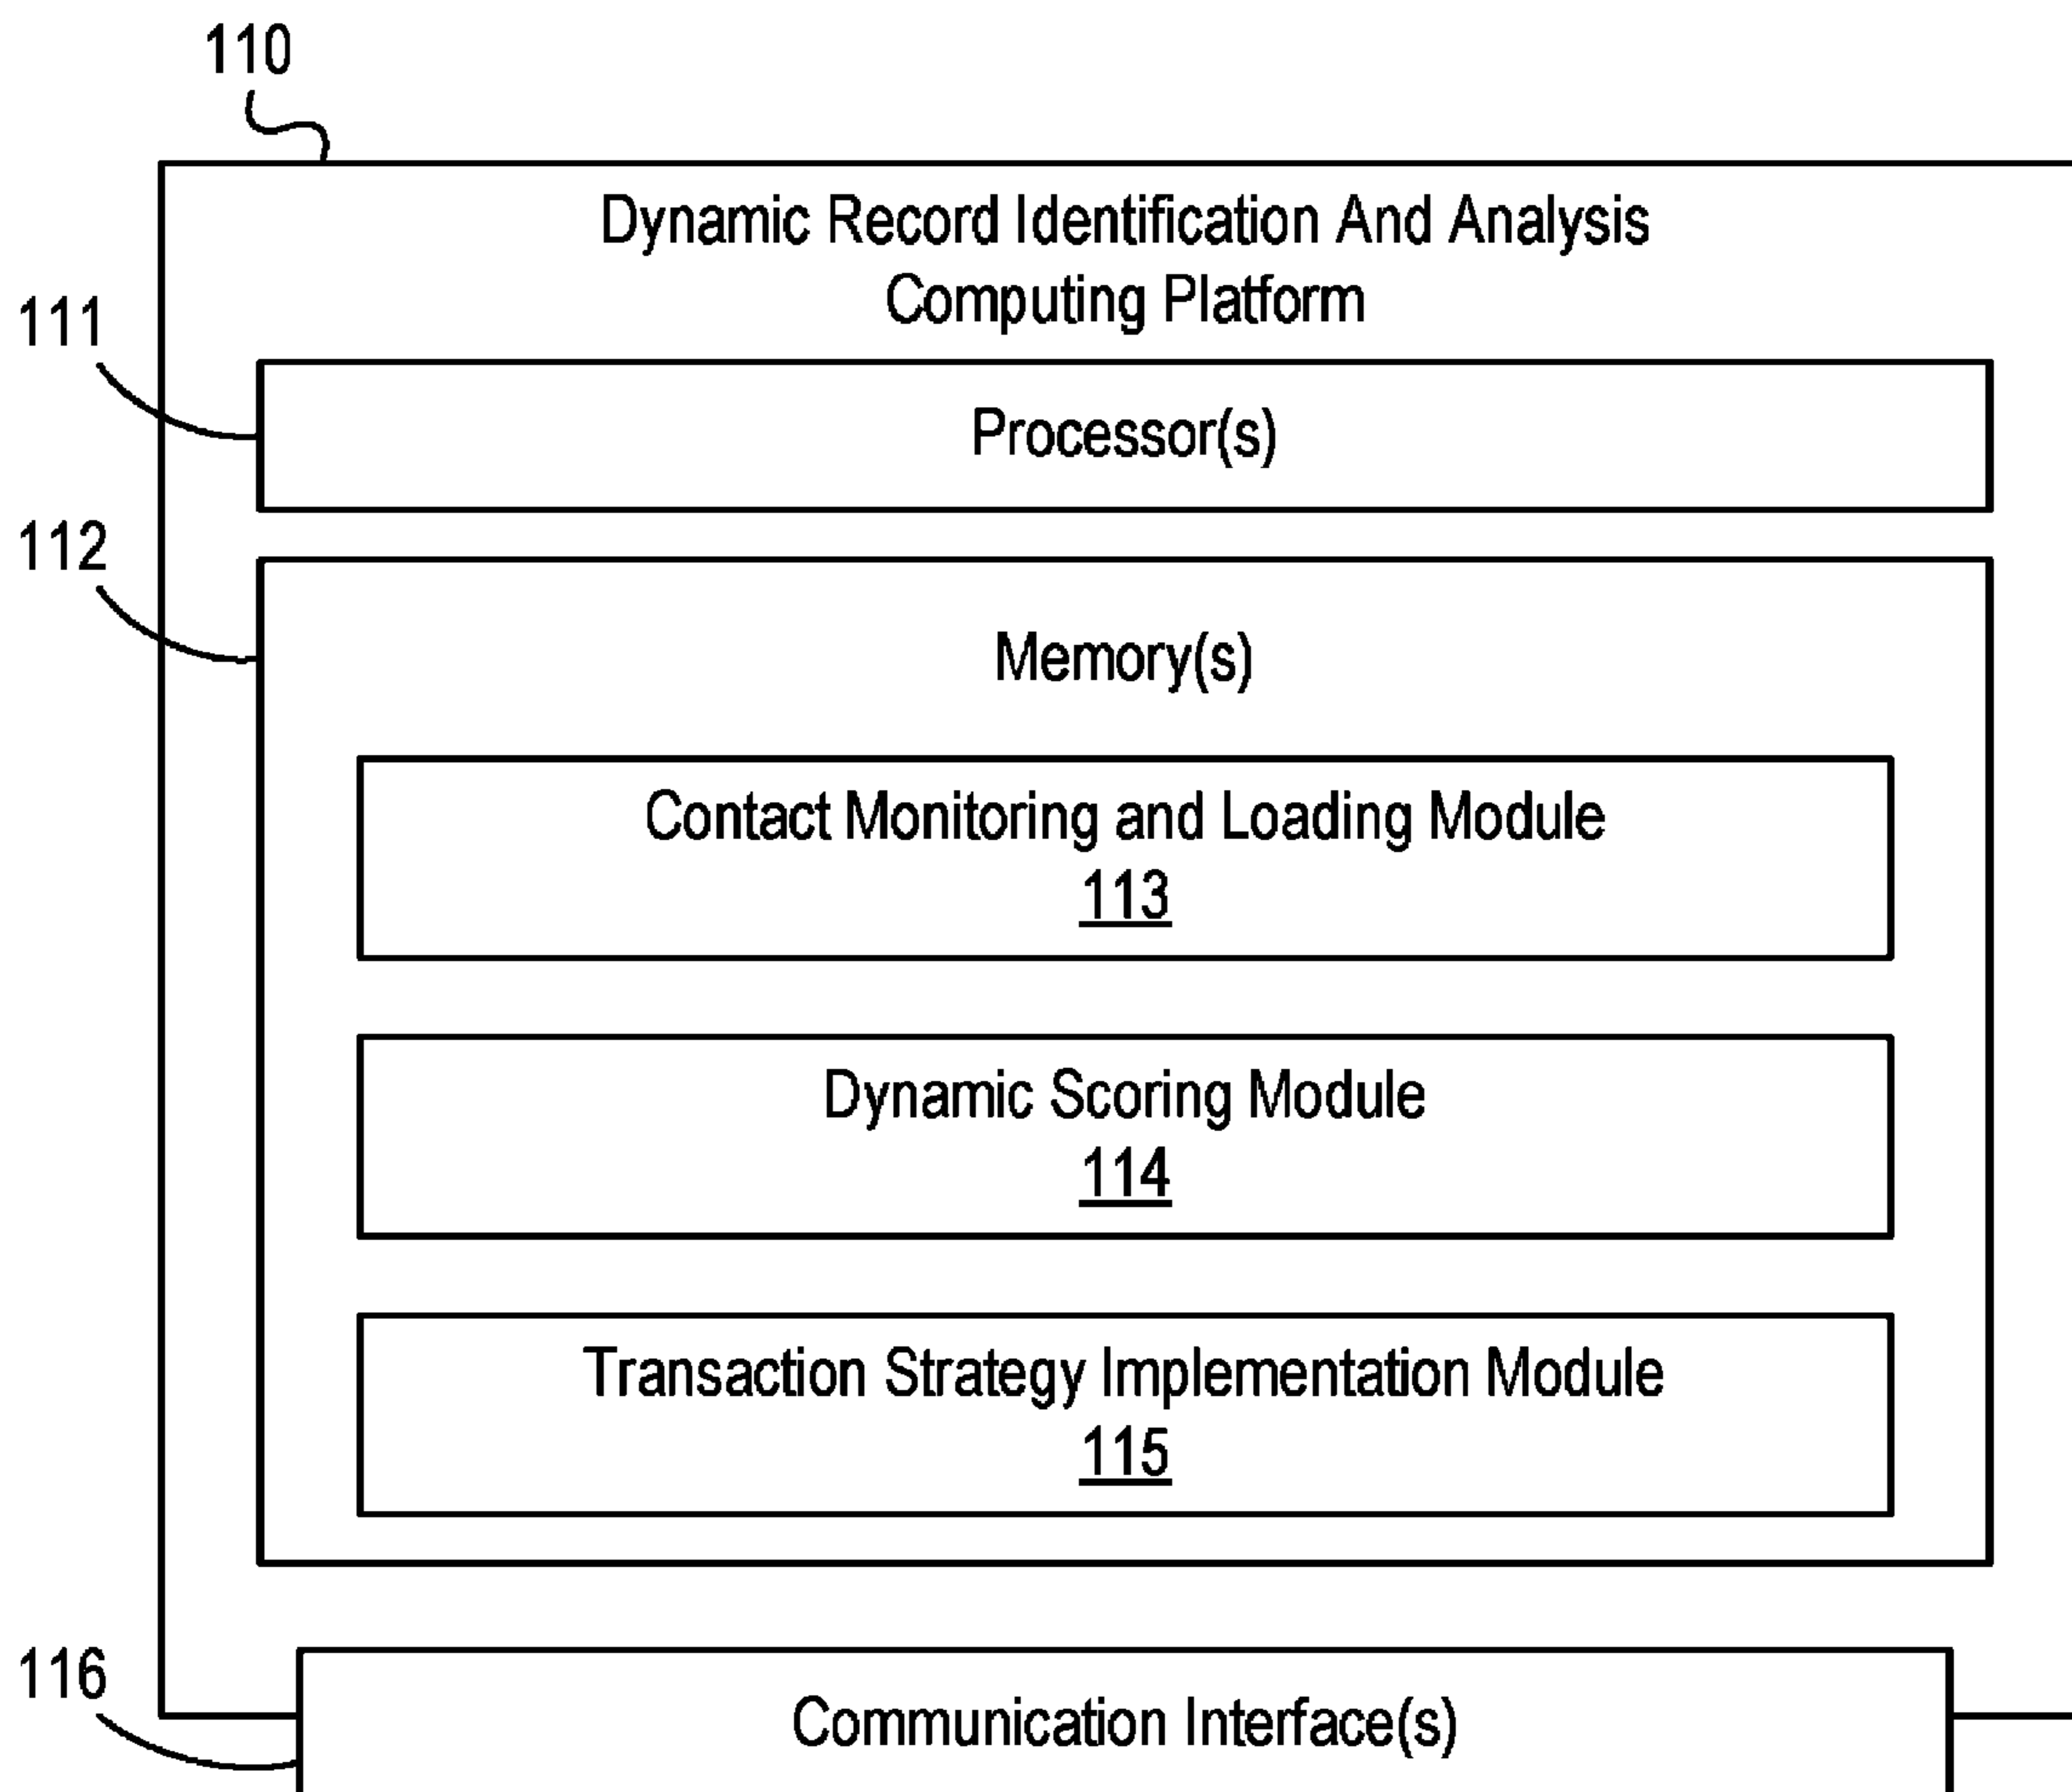 110
Dynamic Record Identification And Analysis
Computing Platform
111
Processor(s)
112
Memory(s)
Contact Monitoring and Loading Module
113
Dynamic Scoring Module
114
Transaction Strategy Implementation Module
115
116
Communication Interface(s)